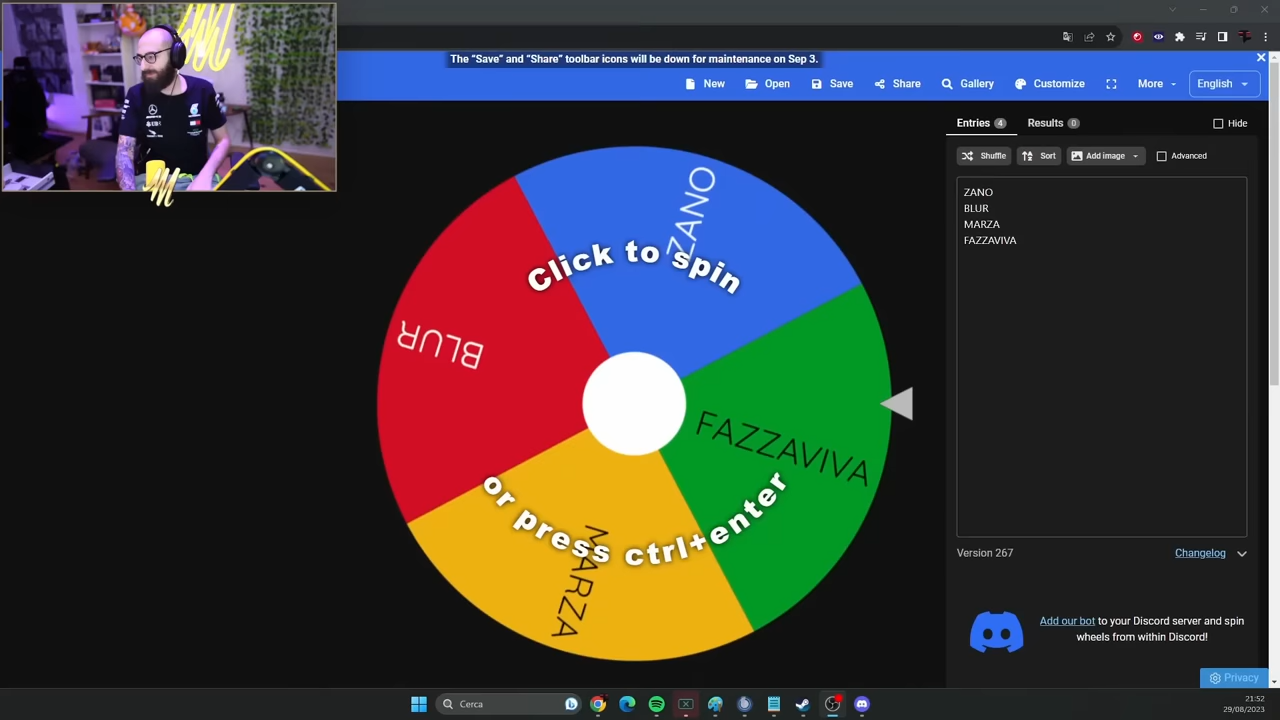 The "Save" and "Share" toolbar icons will be down for maintenance on Sep 3.
New
Open
Save
Share
Gallery
Customize
More
English
Entries 4
Results 0
Hide
Shuffle
Sort
Add image
Advanced
ZANO
BLUR
MARZA
FAZZAVIVA
ZANO
Click to spin
BLUR
FAZZAVIVA
or press ctrl+enter
MARZA
Version 267
Changelog
Add our bot to your Discord server and spin
wheels from within Discord!
Privacy
Cerca
21:52
29/08/2023